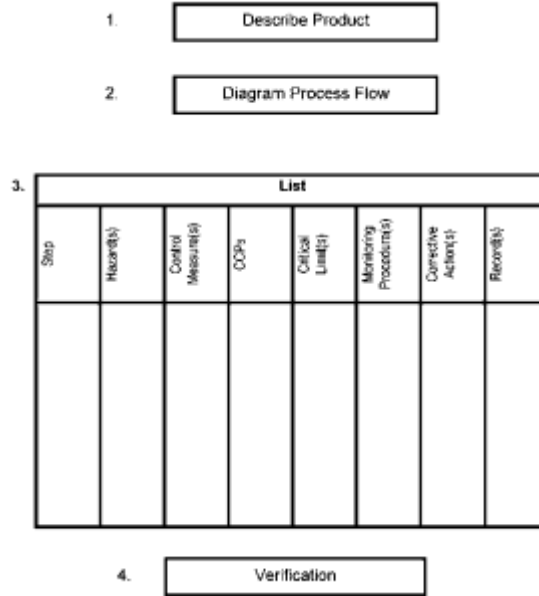 1. Describe Product
2. Diagram Process Flow
3. List
Step
Hazard(s)
Control
Measure(s)
CCPs
Critical
Limit(s)
Monitoring
Procedure(s)
Corrective
Action(s)
Record(s)
4. Verification